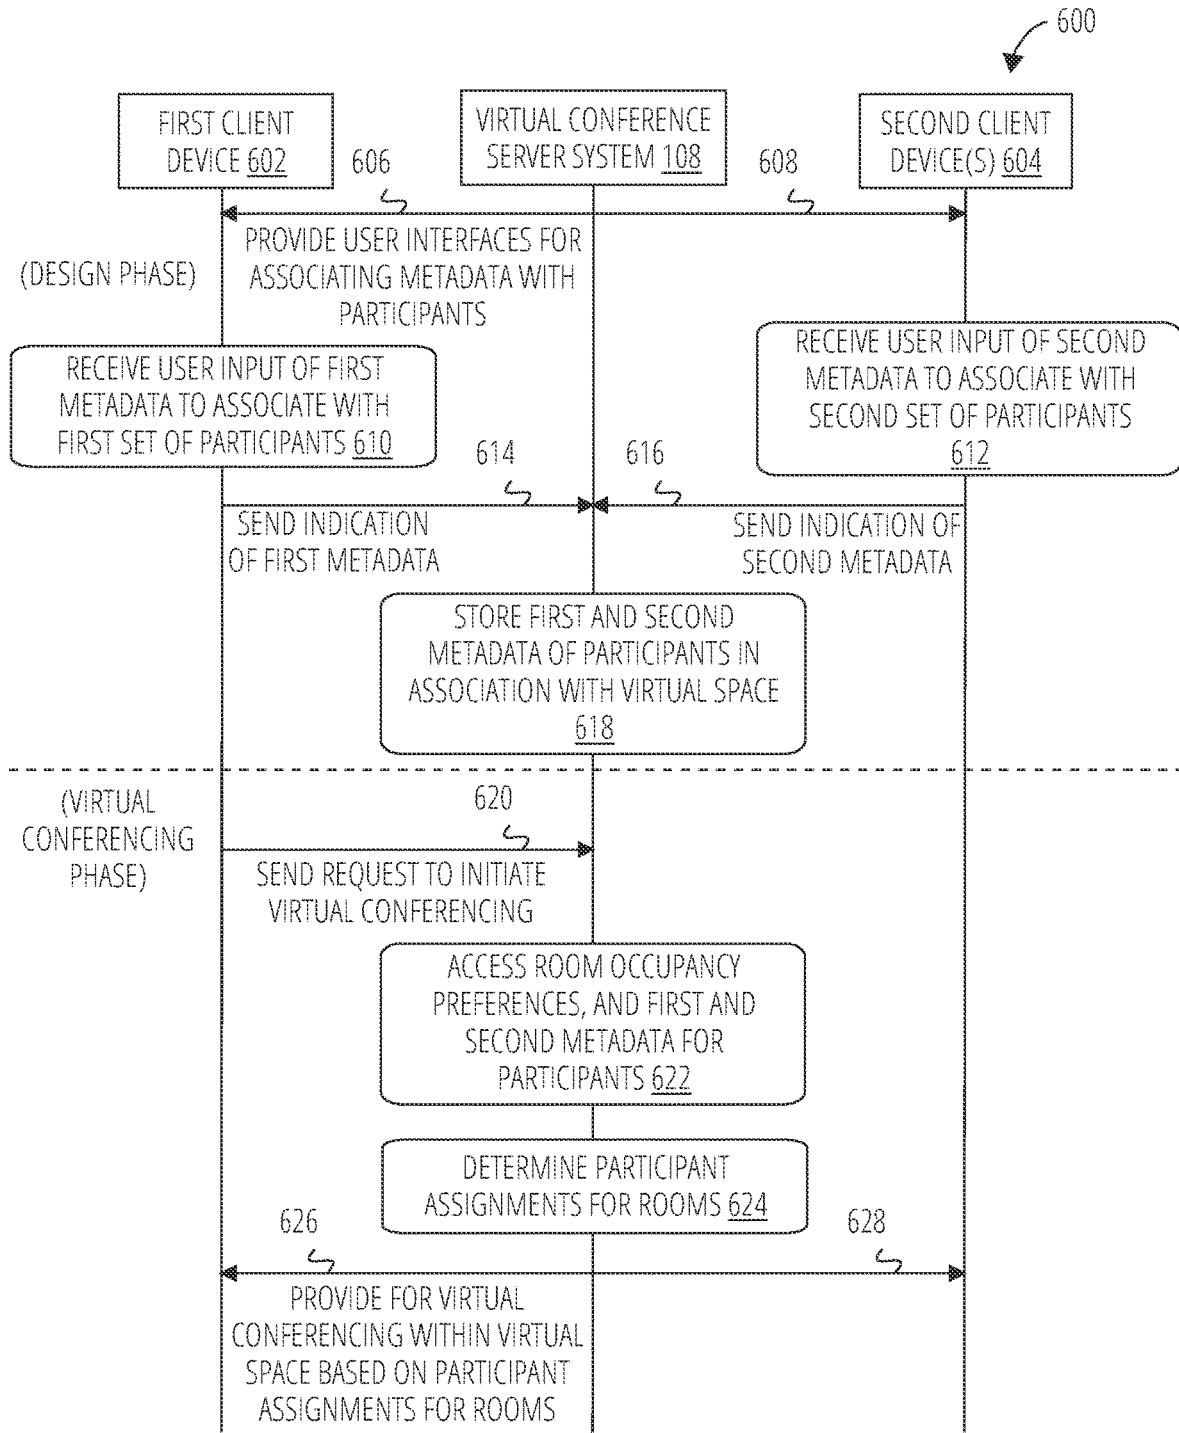 600
FIRST CLIENT
DEVICE 602
VIRTUAL CONFERENCE
SERVER SYSTEM 108
SECOND CLIENT
DEVICE(S) 604
606
608
(DESIGN PHASE)
PROVIDE USER INTERFACES FOR
ASSOCIATING METADATA WITH
PARTICIPANTS
RECEIVE USER INPUT OF FIRST
METADATA TO ASSOCIATE WITH
FIRST SET OF PARTICIPANTS 610
RECEIVE USER INPUT OF SECOND
METADATA TO ASSOCIATE WITH
SECOND SET OF PARTICIPANTS
612
614
616
SEND INDICATION
OF FIRST METADATA
SEND INDICATION OF
SECOND METADATA
STORE FIRST AND SECOND
METADATA OF PARTICIPANTS IN
ASSOCIATION WITH VIRTUAL SPACE
618
(VIRTUAL
CONFERENCING
PHASE)
620
SEND REQUEST TO INITIATE
VIRTUAL CONFERENCING
ACCESS ROOM OCCUPANCY
PREFERENCES, AND FIRST AND
SECOND METADATA FOR
PARTICIPANTS 622
DETERMINE PARTICIPANT
ASSIGNMENTS FOR ROOMS 624
626
628
PROVIDE FOR VIRTUAL
CONFERENCING WITHIN VIRTUAL
SPACE BASED ON PARTICIPANT
ASSIGNMENTS FOR ROOMS